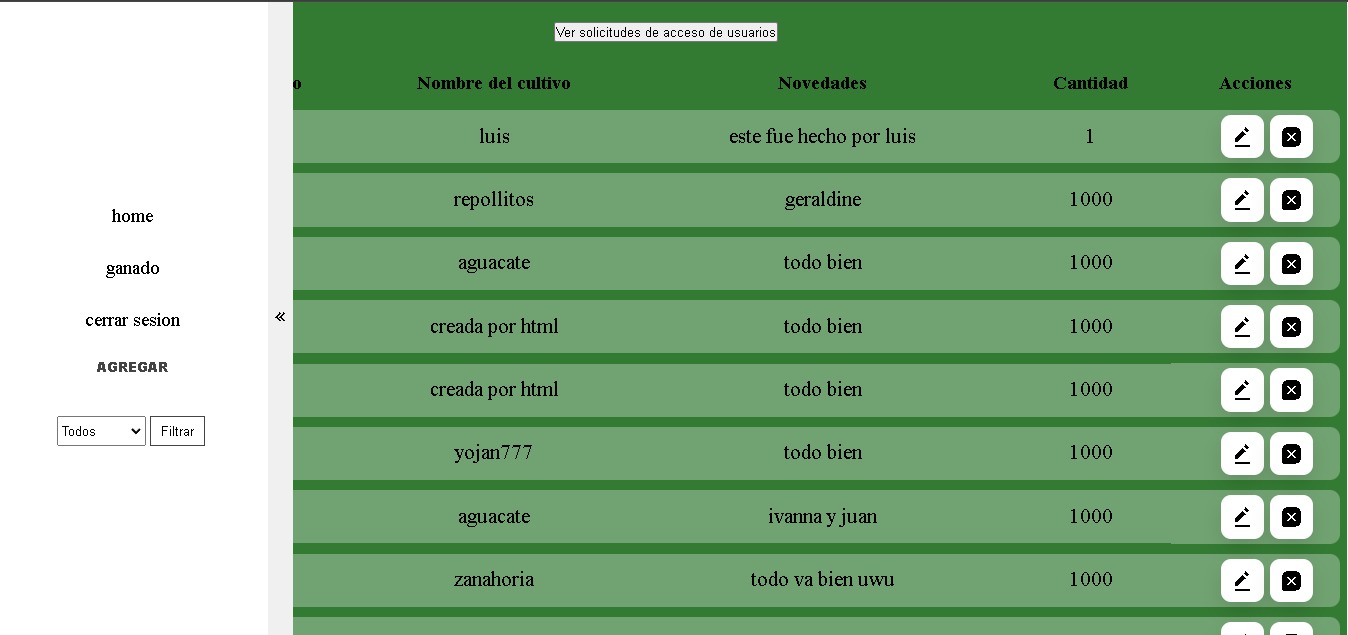 Ver solicitudes de acceso de usuarios
o Nombre del cultivo Novedades Cantidad Acciones
luis este fue hecho por luis 1
repollitos geraldine 1000
aguacate todo bien 1000
creada por html todo bien 1000
creada por html todo bien 1000
yojan777 todo bien 1000
aguacate ivanna y juan 1000
zanahoria todo va bien uwu 1000
home
ganado
cerrar sesion
AGREGAR
Todos Filtrar
«